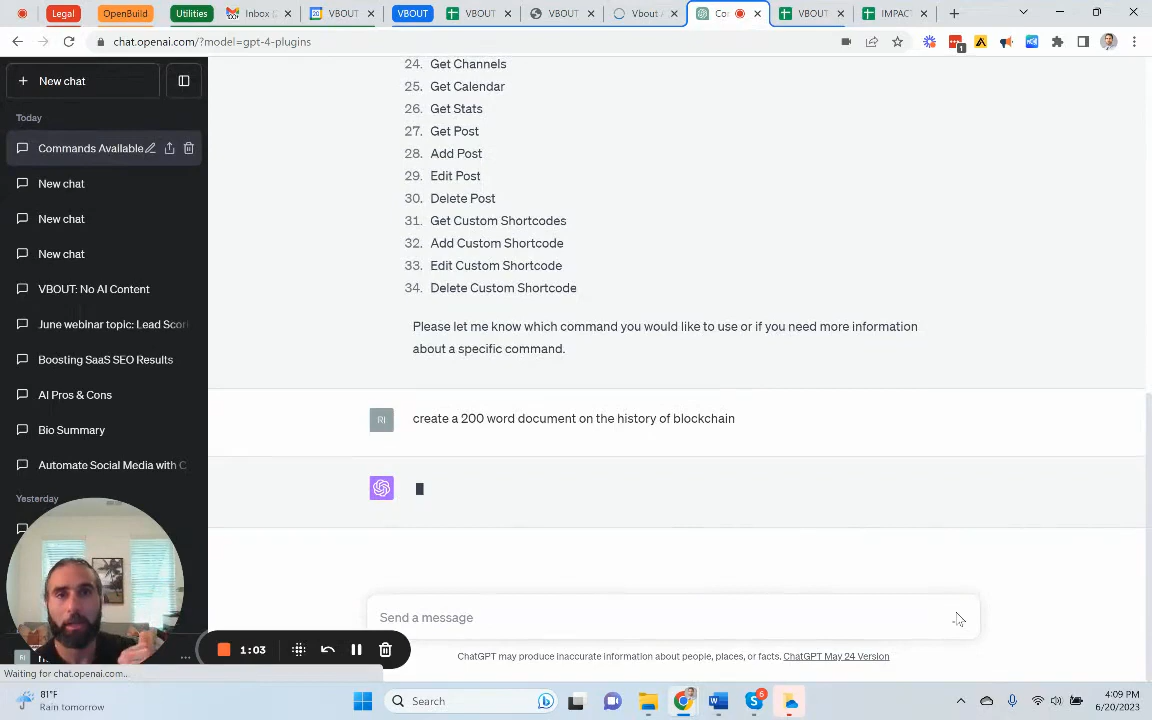 Legal
OpenBuild
Utilities
Inbox (
VBOUT
VBOUT
VBOUT
VBOUT
Vbout
Co
VBOUT
IMPACT
chat.openai.com/?model=gpt-4-plugins
1
New chat
Today
Commands Available
New chat
New chat
New chat
VBOUT: No AI Content
June webinar topic: Lead Scori
Boosting SaaS SEO Results
AI Pros & Cons
Bio Summary
Automate Social Media with C
Yesterday
24. Get Channels
25. Get Calendar
26. Get Stats
27. Get Post
28. Add Post
29. Edit Post
30. Delete Post
31. Get Custom Shortcodes
32. Add Custom Shortcode
33. Edit Custom Shortcode
34. Delete Custom Shortcode
Please let me know which command you would like to use or if you need more information
about a specific command.
RI
create a 200 word document on the history of blockchain
Send a message
ChatGPT may produce inaccurate information about people, places, or facts. ChatGPT May 24 Version
RI
1:03
Waiting for chat.openai.com...
81°F
Rain tomorrow
Search
6
4:09 PM
6/20/2023